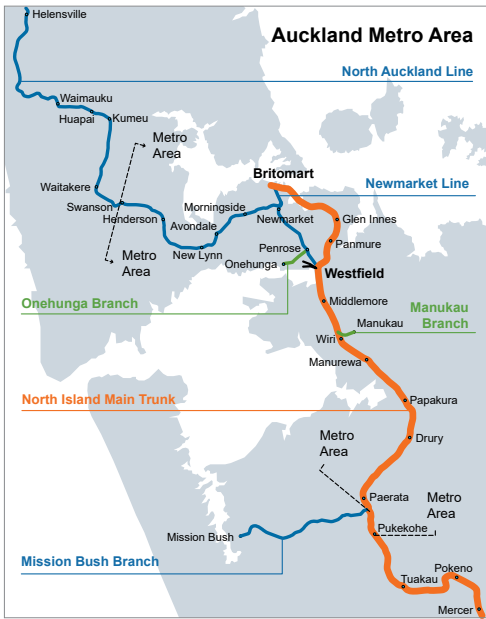 Helensville
Auckland Metro Area
North Auckland Line
Waimauku
Huapai
Kumeu
Metro
Area
Britomart
Waitakere
Newmarket Line
Swanson
Morningside
Henderson
Newmarket
Glen Innes
Avondale
Panmure
Metro
Area
New Lynn
Penrose
Onehunga
Westfield
Onehunga Branch
Middlemore
Manukau
Branch
Manukau
Wiri
Manurewa
North Island Main Trunk
Papakura
Metro
Area
Drury
Paerata
Metro
Area
Pukekohe
Mission Bush
Mission Bush Branch
Pokeno
Tuakau
Mercer